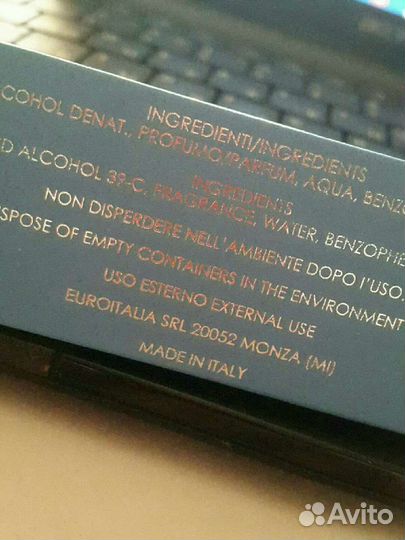 INGREDIENTI/INGREDIENTS
COHOL DENAT., PROFUMO/PARFUM, AQUA, BENZO
INGREDIENTS
ED ALCOHOL 39-C, FRAGRANCE, WATER, BENZOPHE
NON DISPERDERE NELL'AMBIENTE DOPO l'USO.
SPOSE OF EMPTY CONTAINERS IN THE ENVIRONMENT
USO ESTERNO EXTERNAL USE
EUROITALIA SRL 20052 MONZA (MI)
MADE IN ITALY
Avito